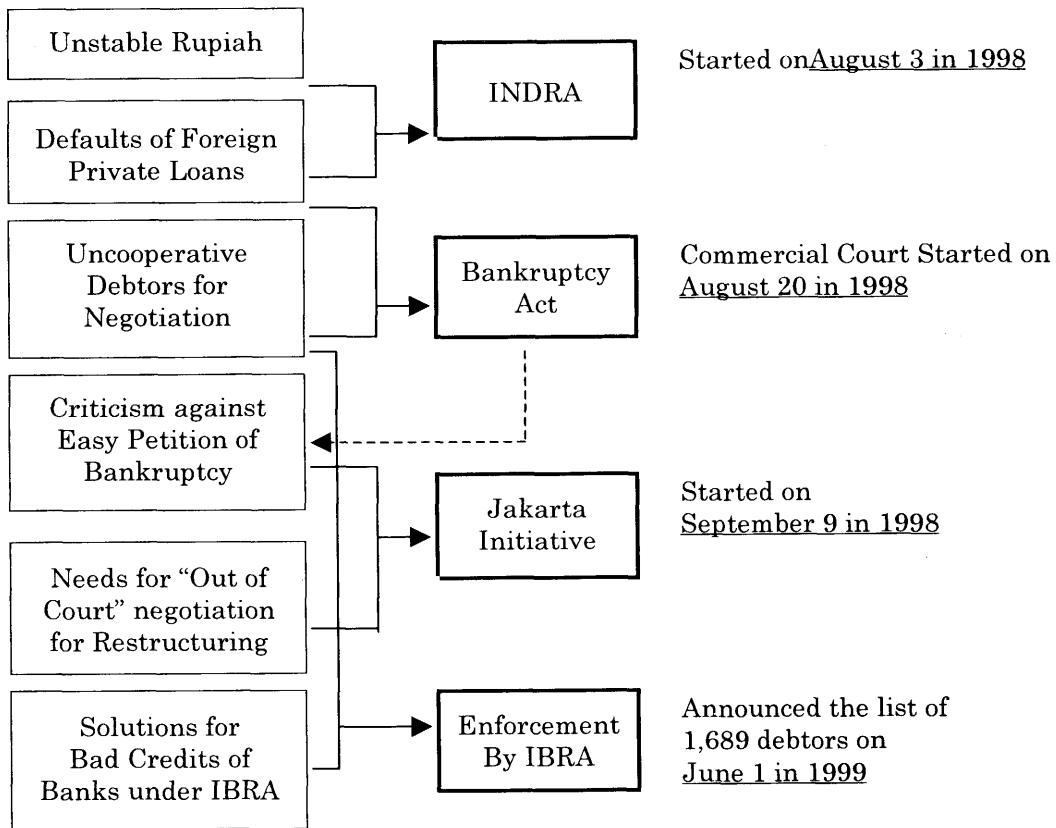 Unstable Rupiah
Defaults of Foreign
Private Loans
Uncooperative
Debtors for
Negotiation
Criticism against
Easy Petition of
Bankruptcy
Needs for “Out of
Court” negotiation
for Restructuring
Solutions for
Bad Credits of
Banks under IBRA
INDRA
Bankruptcy
Act
Jakarta
Initiative
Enforcement
By IBRA
Started onAugust 3 in 1998
Commercial Court Started on
August 20 in 1998
Started on
September 9 in 1998
Announced the list of
1,689 debtors on
June 1 in 1999